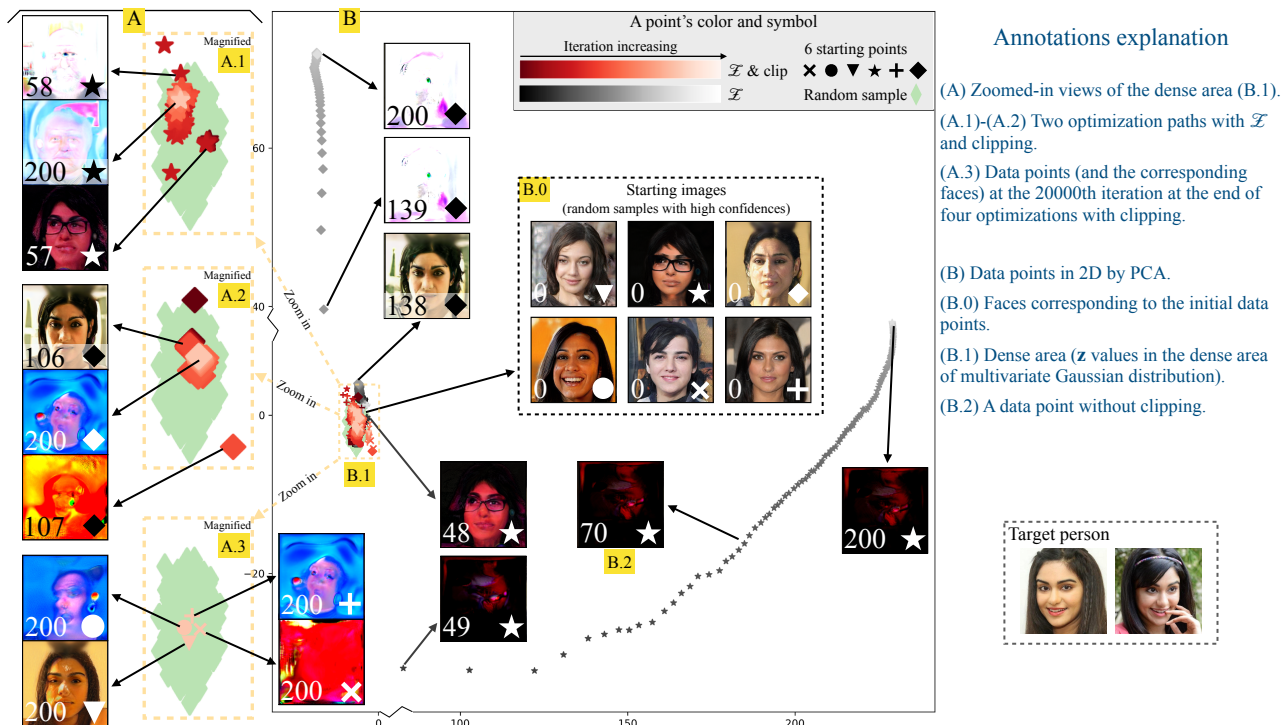 A
B
A point's color and symbol
Iteration increasing
6 starting points
ℒ & clip
ℒ
Random sample
Magnified
A.1
58
200
57
Magnified
A.2
106
200
107
Magnified
A.3
200
200
200
200
60
40
0
−20
0
100
150
200
200
139
138
Zoom in
Zoom in
Zoom in
B.1
B.0
Starting images
(random samples with high confidences)
0
0
0
0
0
0
48
49
70
B.2
200
Annotations explanation
(A) Zoomed-in views of the dense area (B.1).
(A.1)-(A.2) Two optimization paths with ℒ
and clipping.
(A.3) Data points (and the corresponding
faces) at the 20000th iteration at the end of
four optimizations with clipping.
(B) Data points in 2D by PCA.
(B.0) Faces corresponding to the initial data
points.
(B.1) Dense area (z values in the dense area
of multivariate Gaussian distribution).
(B.2) A data point without clipping.
Target person